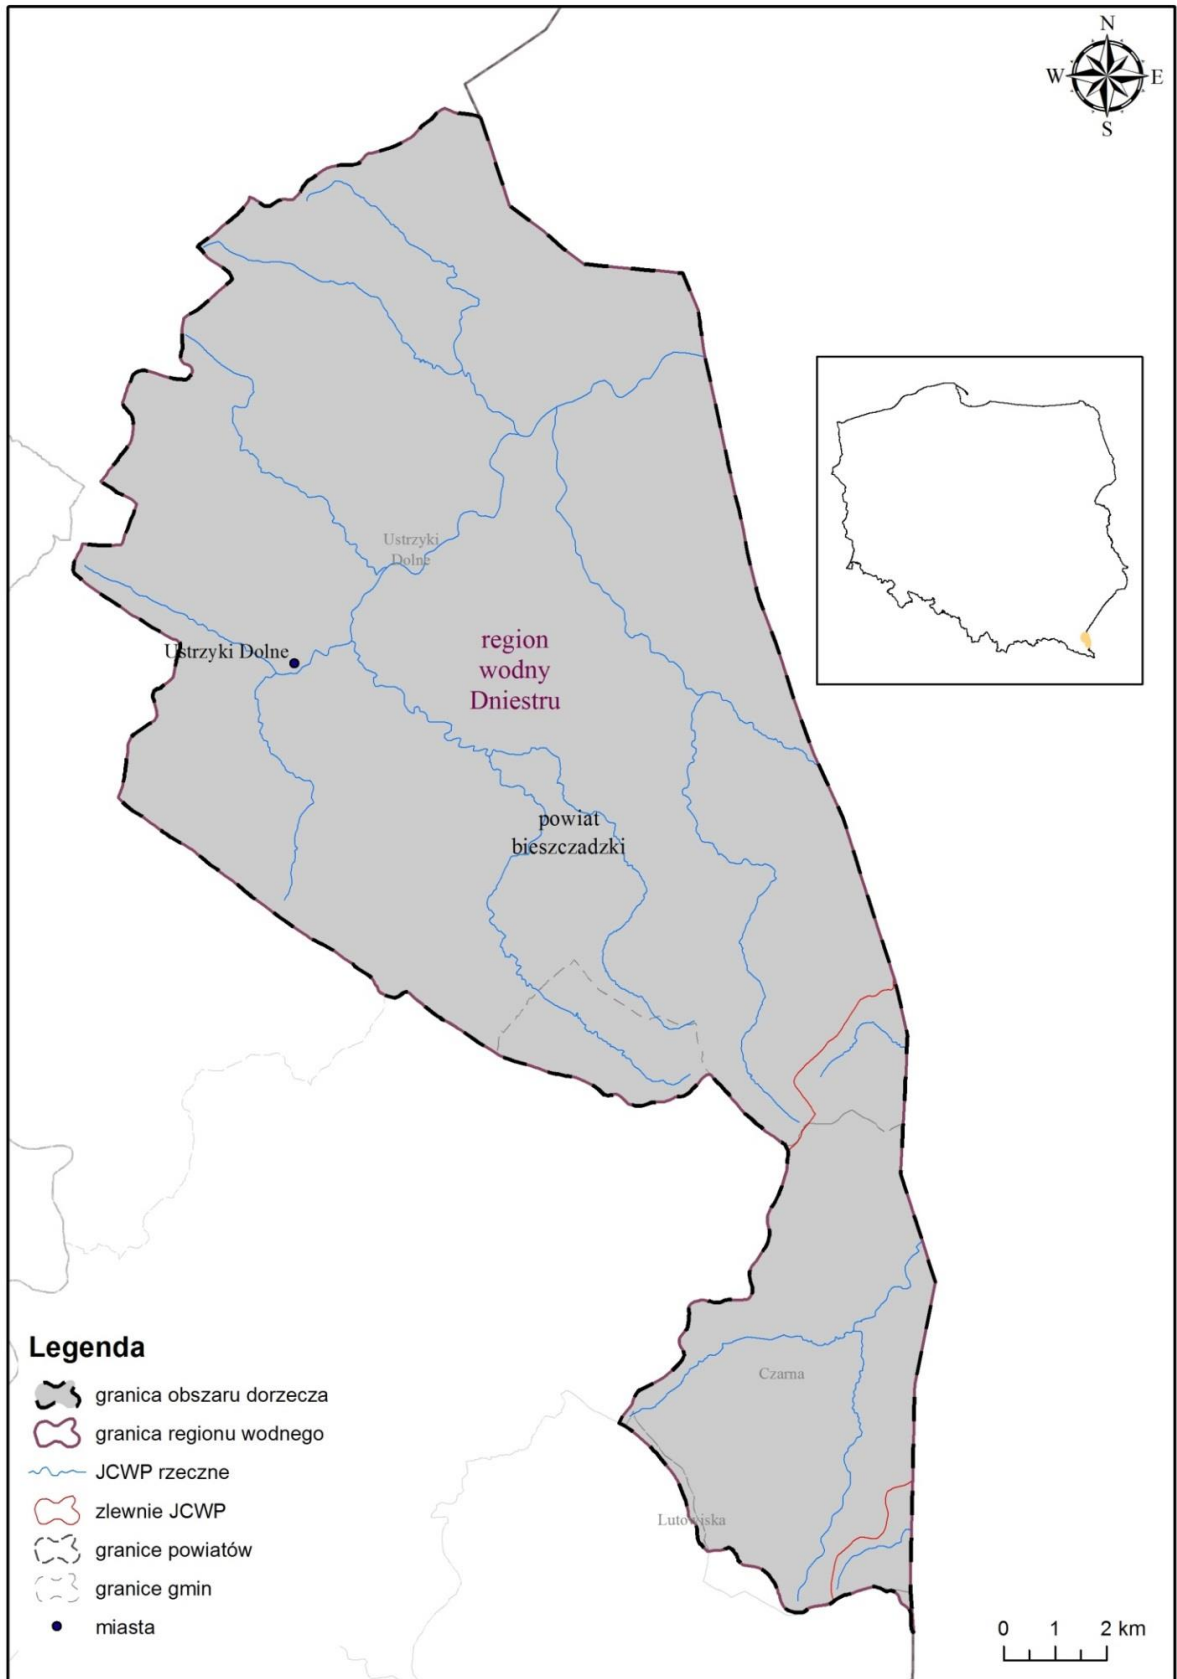 N
W E
S
Ustrzyki
Dolne
Ustrzyki Dolne
region
wodny
Dniestru
powiat
bieszczadzki
Czarna
Lutowiska
Legenda
granica obszaru dorzecza
granica regionu wodnego
JCWP rzeczne
zlewnie JCWP
granice powiatów
granice gmin
miasta
0 1 2 km